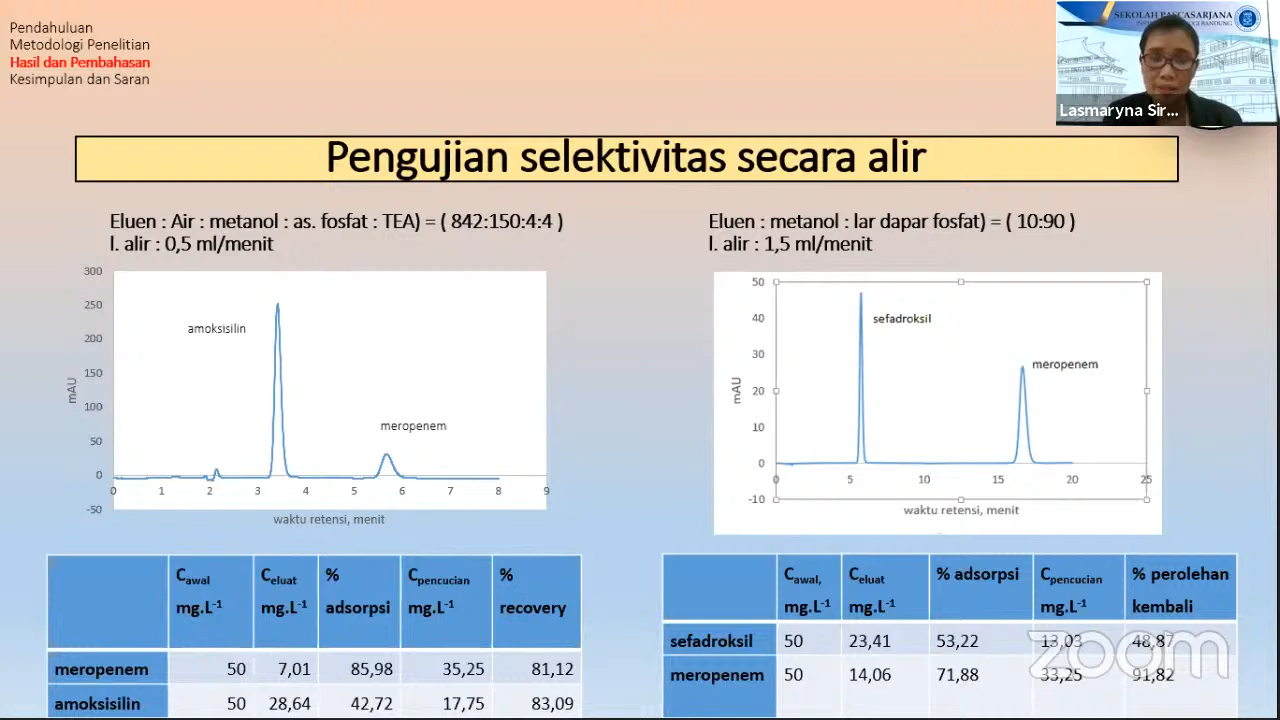 Pendahuluan
Metodologi Penelitian
Hasil dan Pembahasan
Kesimpulan dan Saran
SEKOLAH PASCASARJANA
Lasmaryna Sir...
Pengujian selektivitas secara alir
Eluen : Air : metanol : as. fosfat : TEA) = ( 842:150:4:4 )
l. alir : 0,5 ml/menit
300
250
200
150
100
50
0
-50
mAU
amoksisilin
meropenem
0 1 2 3 4 5 6 7 8 9
waktu retensi, menit
Eluen : metanol : lar dapar fosfat) = ( 10:90 )
l. alir : 1,5 ml/menit
50
40
30
20
10
0
-10
mAU
sefadroksil
meropenem
0 5 10 15 20 25
waktu retensi, menit
Cawal mg.L-1 Celuat mg.L-1 % adsorpsi Cpencucian mg.L-1 % recovery
meropenem 50 7,01 85,98 35,25 81,12
amoksisilin 50 28,64 42,72 17,75 83,09
Cawal, mg.L-1 Celuat mg.L-1 % adsorpsi Cpencucian mg.L-1 % perolehan kembali
sefadroksil 50 23,41 53,22 13,03 48,87
meropenem 50 14,06 71,88 33,25 91,82
zoom